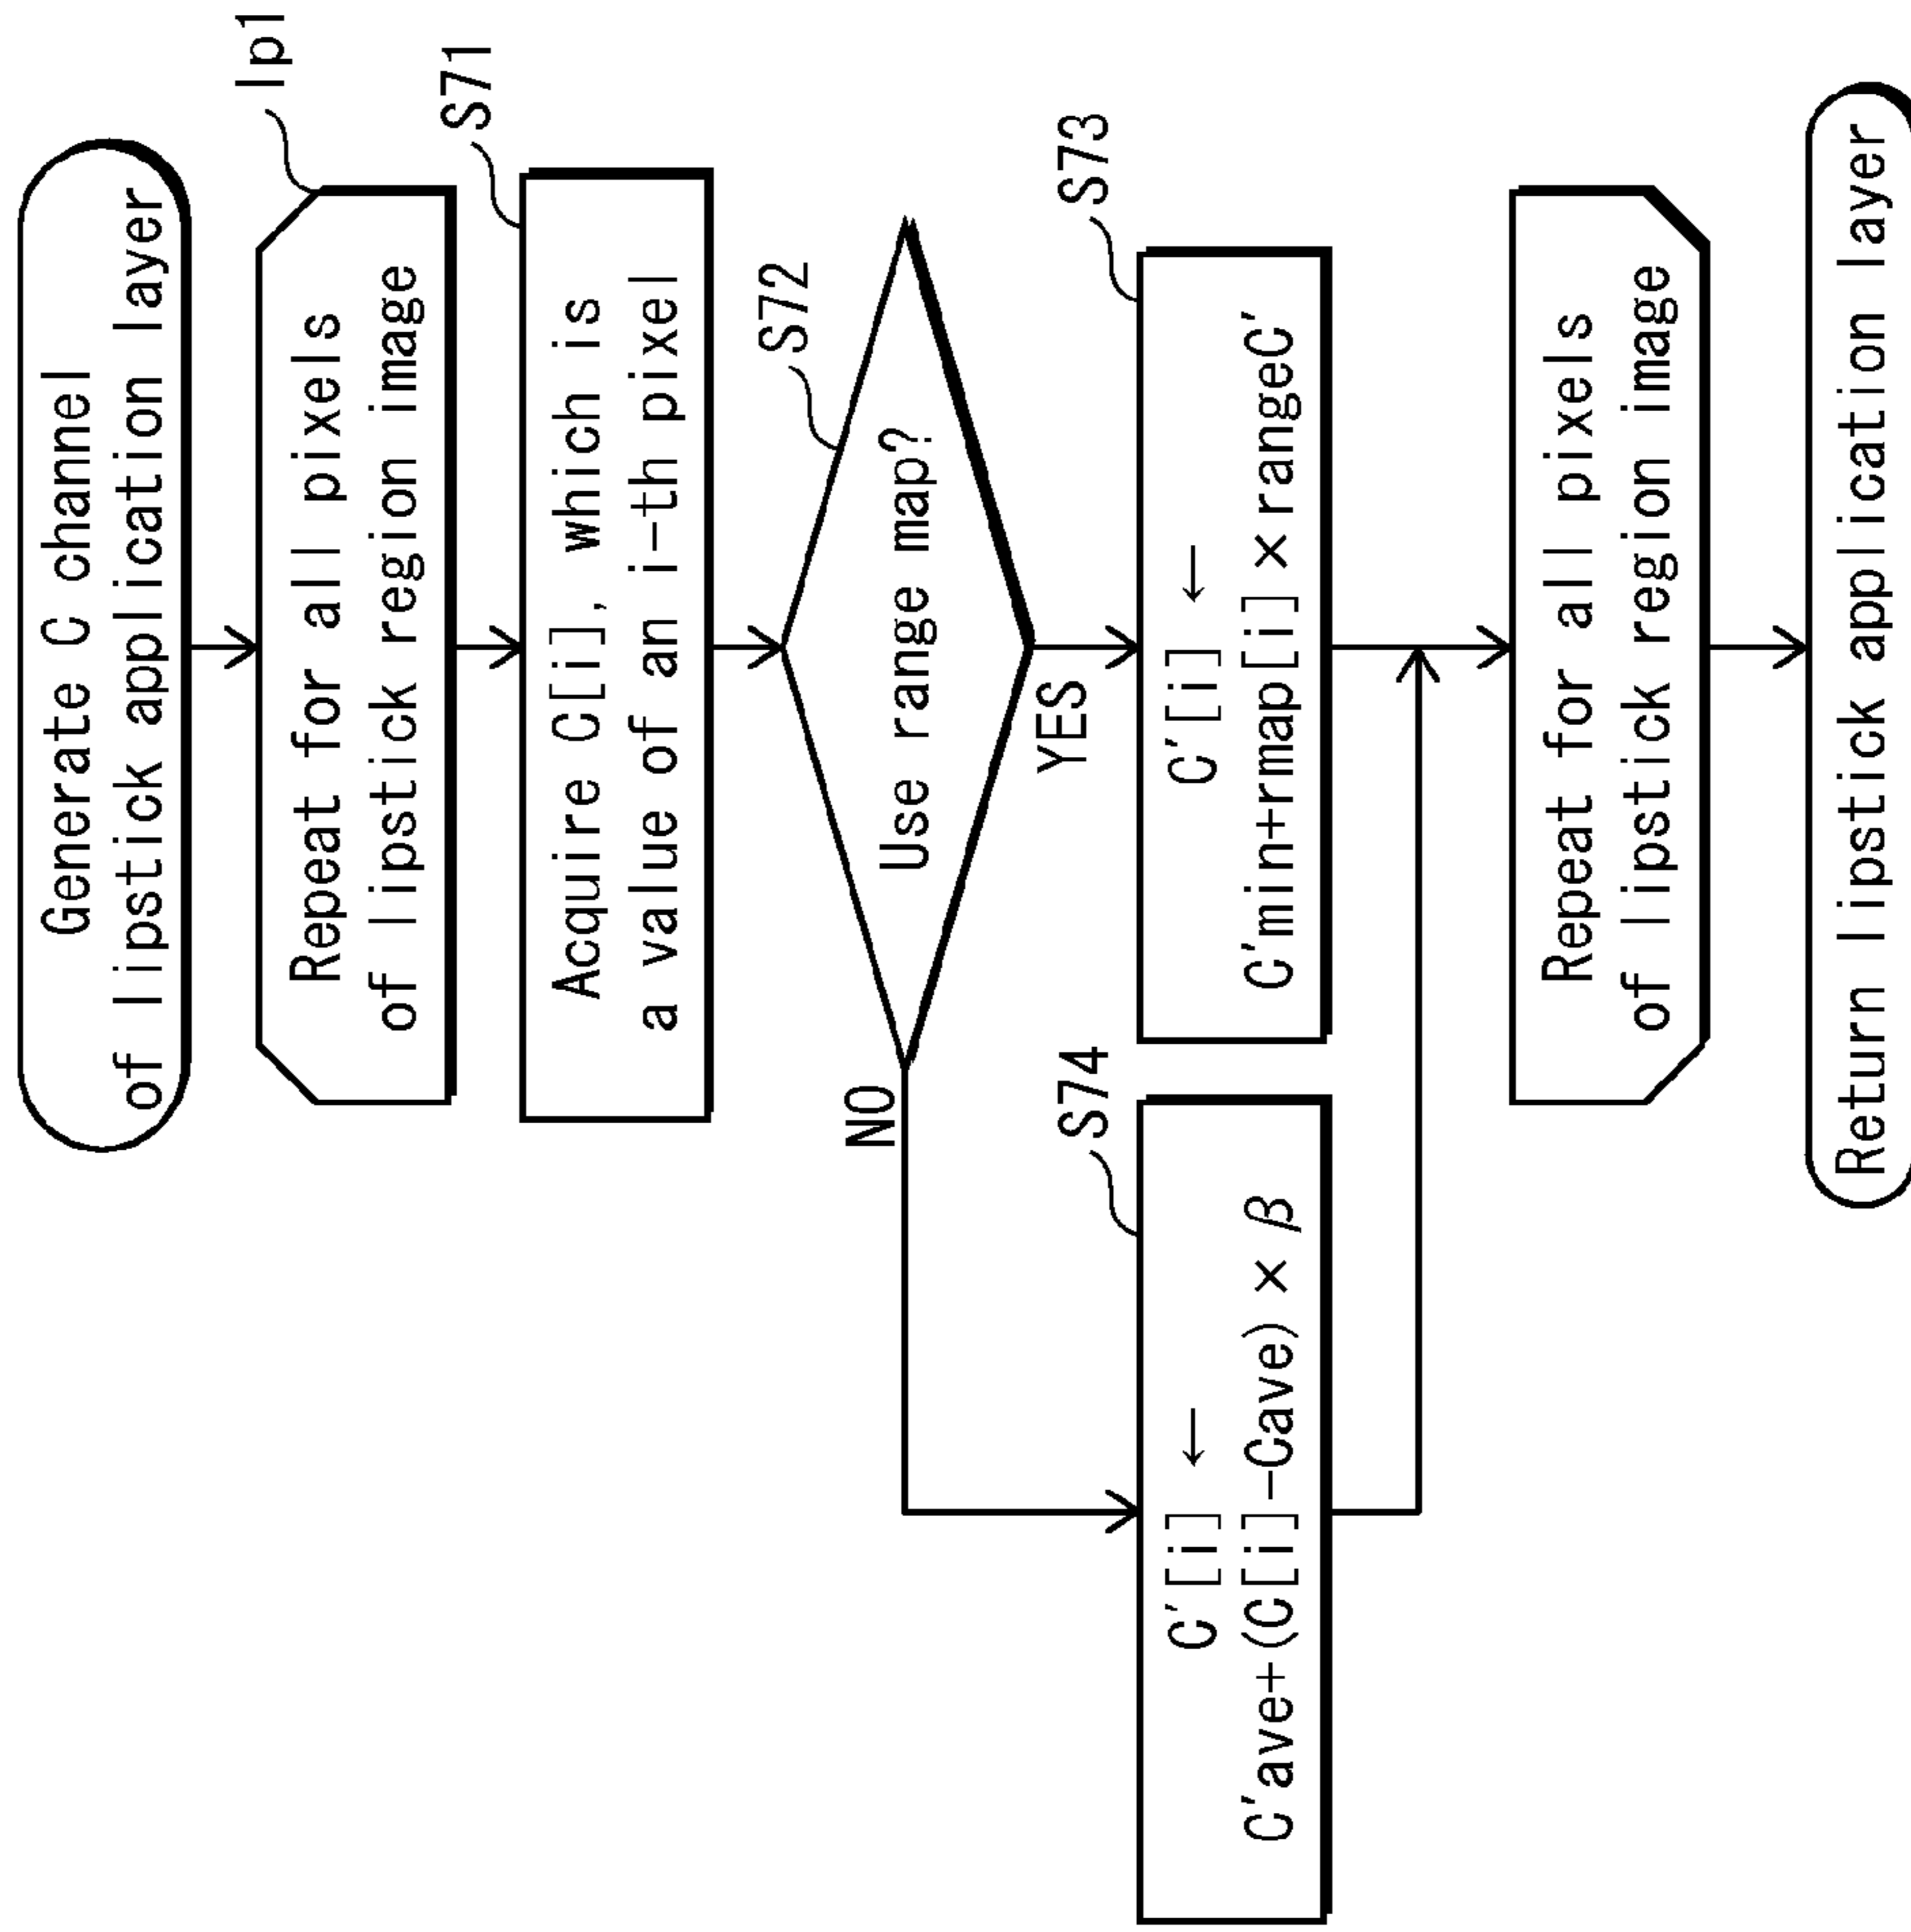 Generate C channel
of lipstick application layer
lp1
Repeat for all pixels
of lipstick region image
S71
Acquire C[i], which is
a value of an i-th pixel
S72
Use range map?
NO
YES
S74
C'[i] ←
C'ave+(C[i]-Cave) × β
S73
C'[i] ←
C'min+rmap[i] × rangeC'
Repeat for all pixels
of lipstick region image
Return lipstick application layer